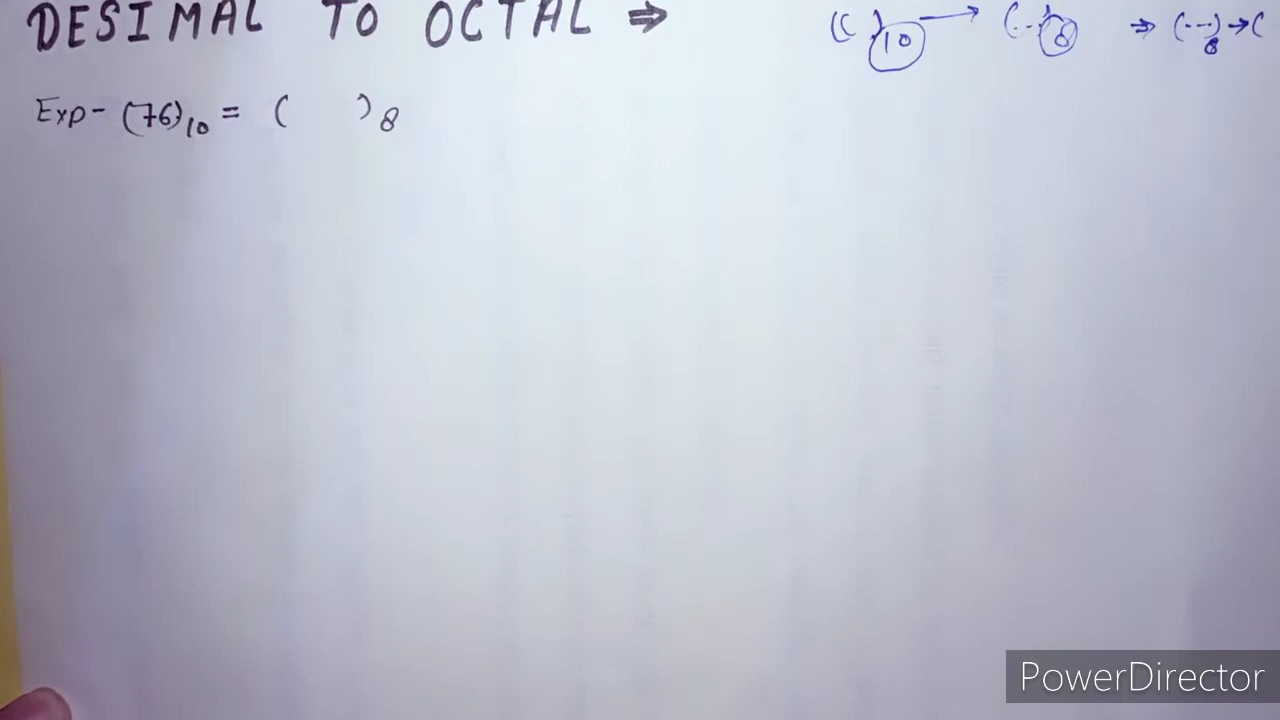 DESIMAL TO OCTAL ⇒ (( )10 → (...)8 ⇒ (---)8 → (
Exp- (76)10 = ( )8
PowerDirector